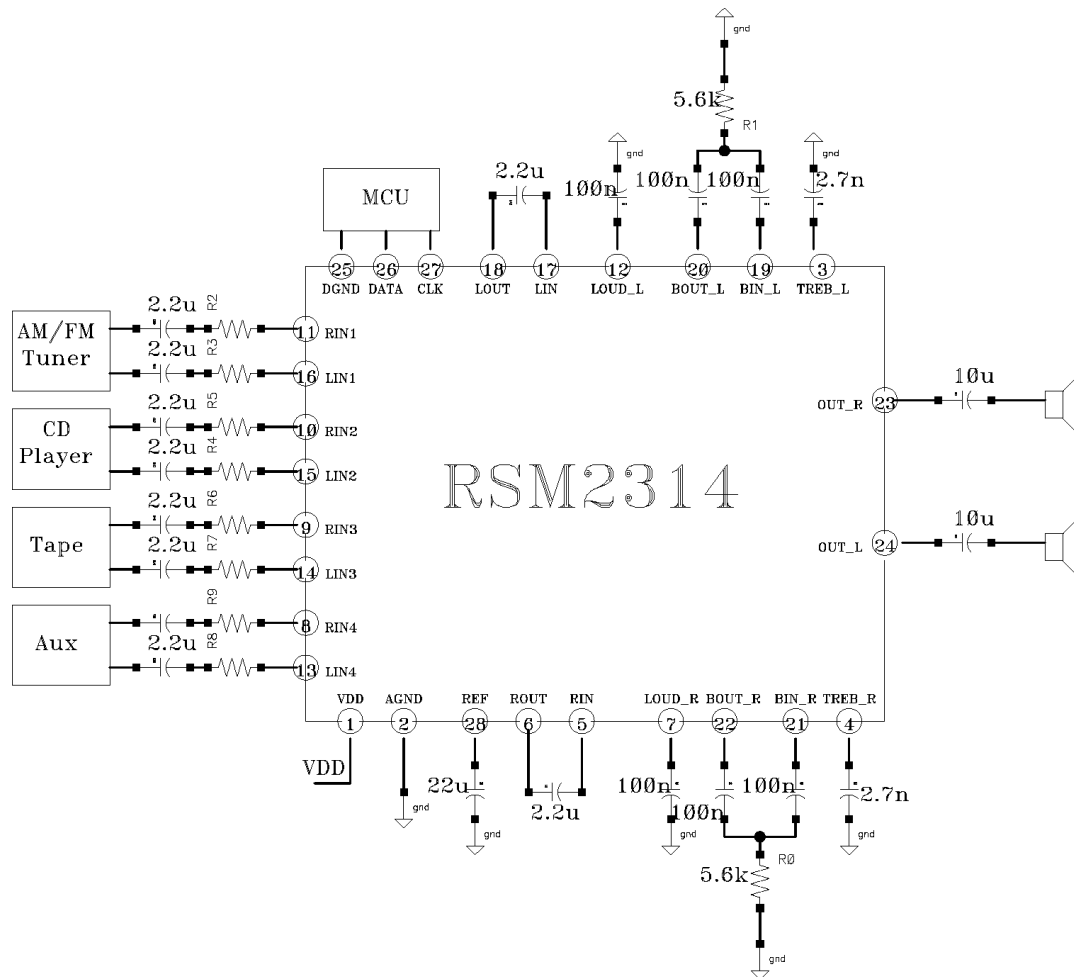 gnd
5.6k
R1
gnd
gnd
2.2u
100n
100n
100n
2.7n
MCU
25
26
27
18
17
12
20
19
3
DGND
DATA
CLK
LOUT
LIN
LOUD_L
BOUT_L
BIN_L
TREB_L
AM/FM
Tuner
2.2u
R2
11
RIN1
2.2u
R3
16
LIN1
CD
Player
2.2u
R5
10
RIN2
2.2u
R4
15
LIN2
Tape
2.2u
R6
9
RIN3
2.2u
R7
14
LIN3
Aux
R9
8
RIN4
2.2u
R8
13
LIN4
RSM2314
OUT_R
23
10u
OUT_L
24
10u
VDD
AGND
REF
ROUT
RIN
LOUD_R
BOUT_R
BIN_R
TREB_R
1
2
28
6
5
7
22
21
4
VDD
gnd
22u
gnd
2.2u
100n
gnd
100n
100n
2.7n
gnd
5.6k
R0
gnd